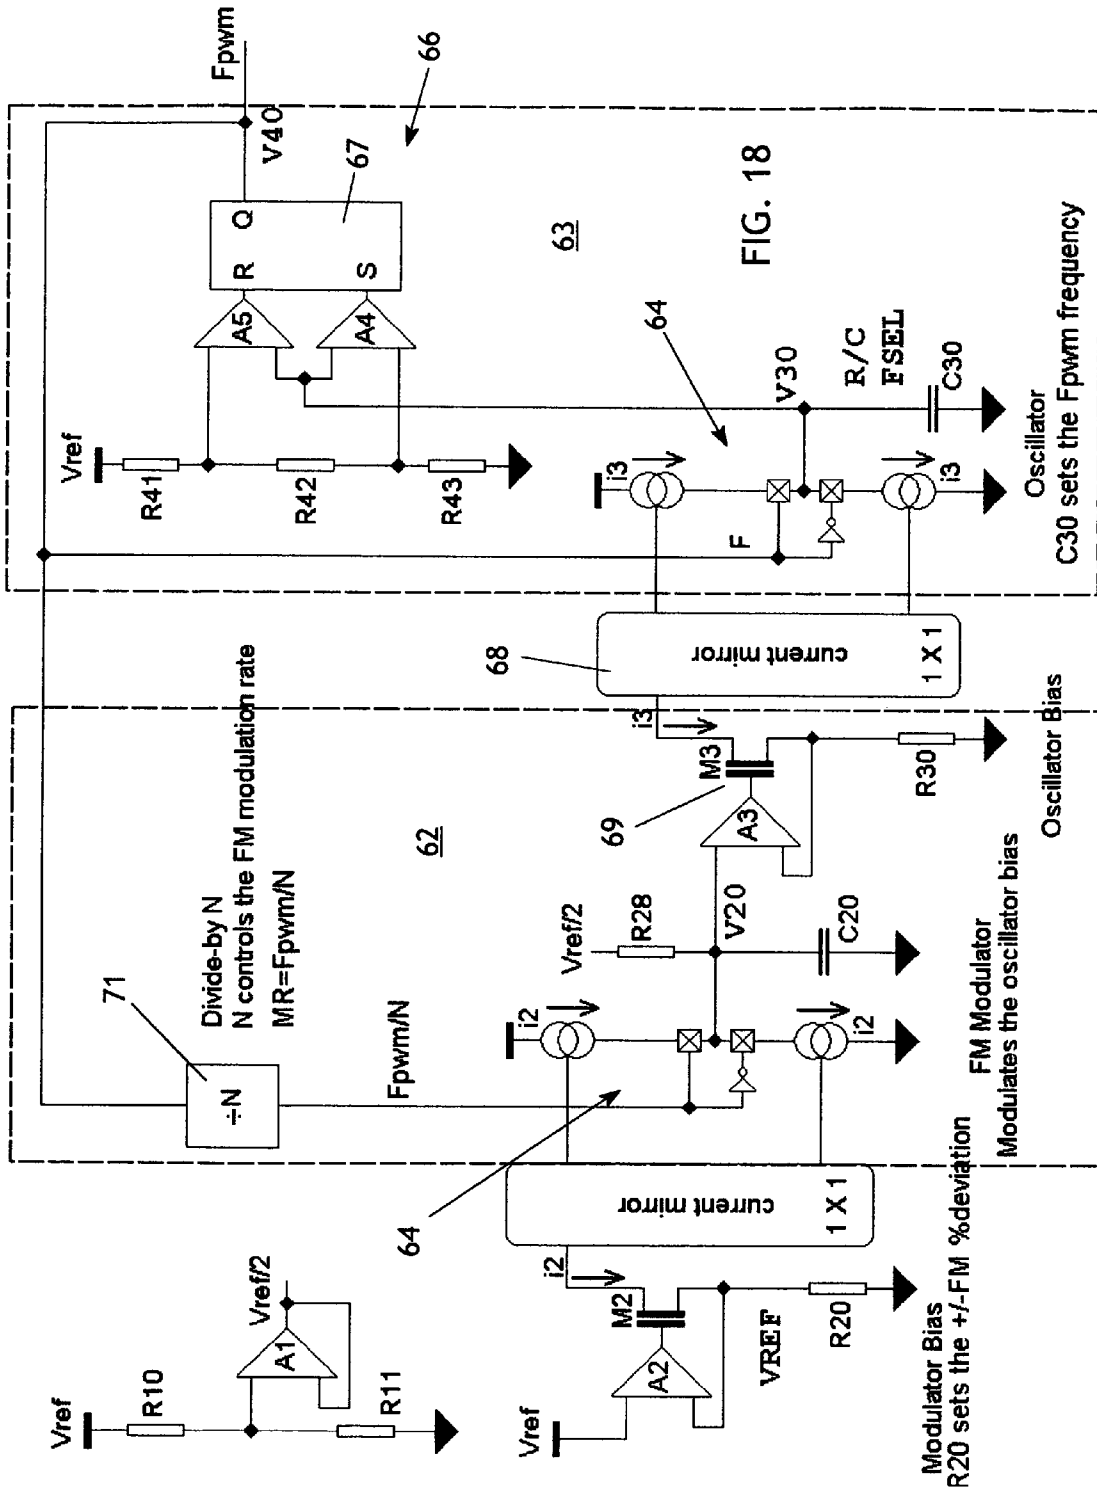 Vref
R10
R11
A1
Vref/2
Vref
A2
M2
i2
VREF
R20
Modulator Bias
R20 sets the +/-FM %deviation
current mirror
1 X 1
64
71
÷N
Divide-by N
N controls the FM modulation rate
MR=Fpwm/N
Fpwm/N
62
i2
i2
Vref/2
R28
V20
C20
FM Modulator
Modulates the oscillator bias
69
A3
M3
i3
R30
Oscillator Bias
68
current mirror
1 X 1
Vref
R41
R42
R43
A5
A4
R
S
Q
67
66
V40
Fpwm
63
F
i3
i3
64
V30
R/C
FSEL
C30
Oscillator
C30 sets the Fpwm frequency
FIG. 18